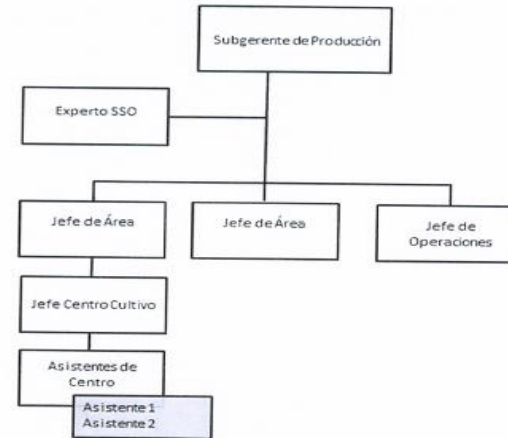 Subgerente de Producción
Experto SSO
Jefe de Área
Jefe de Área
Jefe de
Operaciones
Jefe Centro Cultivo
Asistentes de
Centro
Asistente 1
Asistente 2